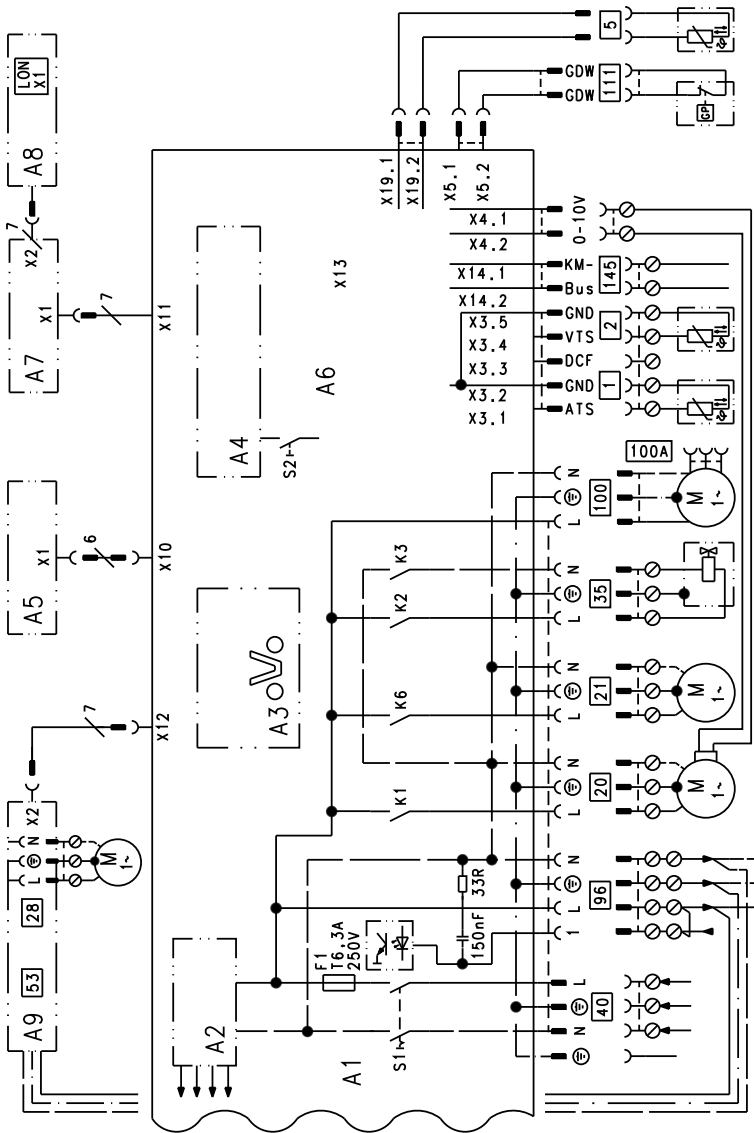 5
GDW
GDW
111
GP
LON
X1
A8
7
X2
X1
A7
7
X11
X19.1
X19.2
X5.1
X5.2
X13
X4.1
X4.2
X14.1
X14.2
X3.5
X3.4
X3.3
X3.2
X3.1
0-10V
KM-
Bus
145
GND
VTS
2
DCF
GND
1
ATS
A6
A4
S2
100A
N
L
100
M
1~
A5
X1
6
X10
K3
K2
N
L
35
A3
X12
7
K6
N
L
21
M
1~
K1
N
L
20
M
1~
X2
N
L
28
53
A9
M
1~
33R
150nF
N
L
1
96
F1
T6.3A
250V
A2
A1
S1
L
N
40